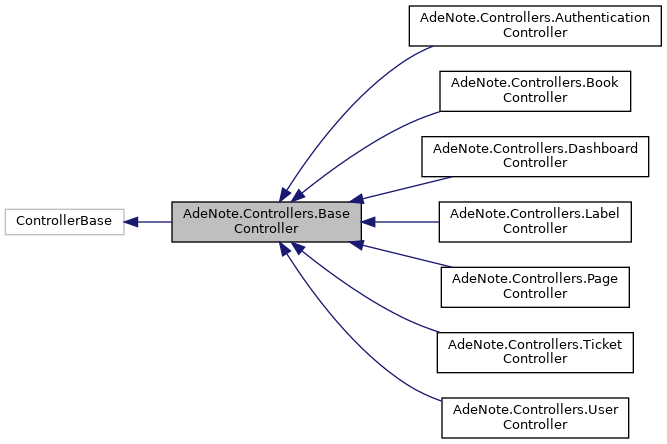 AdeNote.Controllers.Authentication
Controller
AdeNote.Controllers.Book
Controller
AdeNote.Controllers.Dashboard
Controller
ControllerBase
AdeNote.Controllers.Base
Controller
AdeNote.Controllers.Label
Controller
AdeNote.Controllers.Page
Controller
AdeNote.Controllers.Ticket
Controller
AdeNote.Controllers.User
Controller